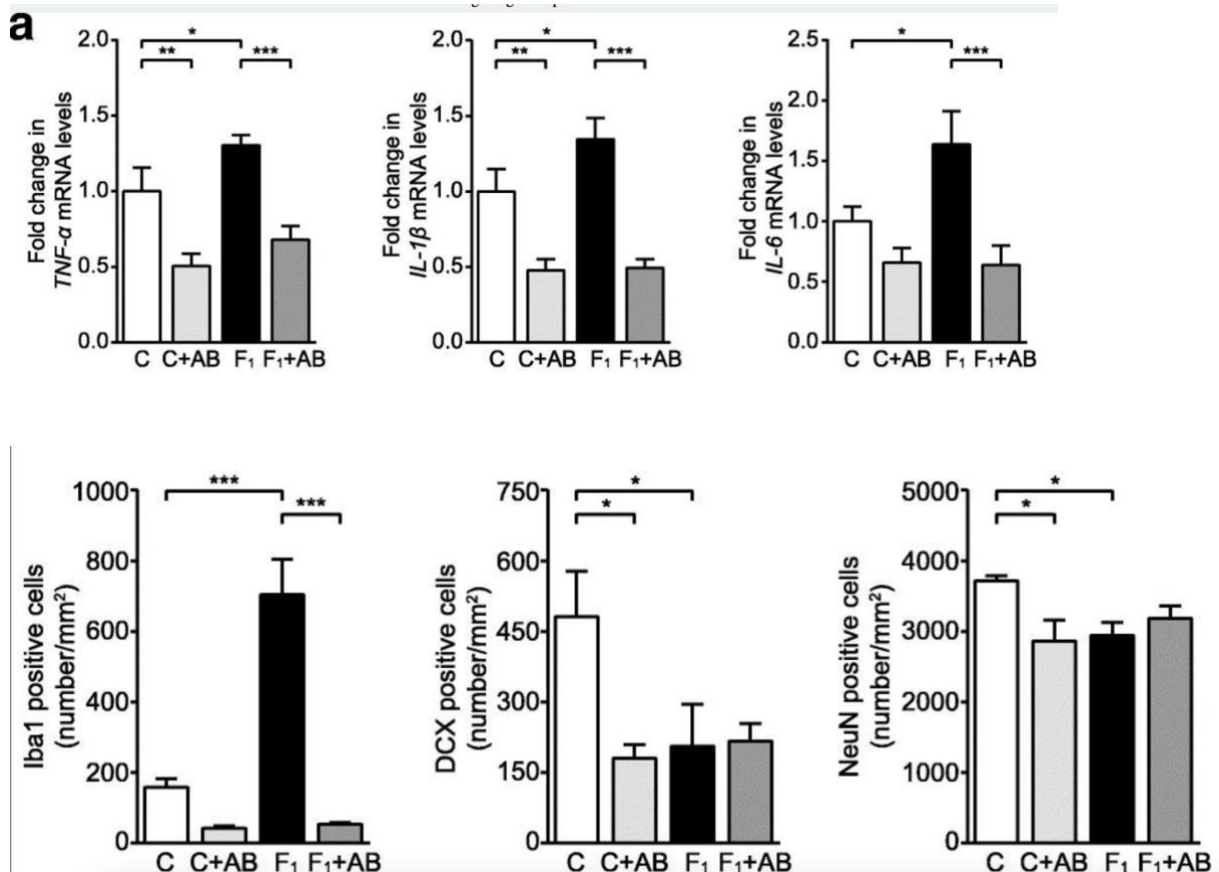 a
Fold change in
TNF-α mRNA levels
2.0
1.5
1.0
0.5
0.0
*
**
***
C C+AB F₁ F₁+AB
Fold change in
IL-1β mRNA levels
2.0
1.5
1.0
0.5
0.0
*
**
***
C C+AB F₁ F₁+AB
Fold change in
IL-6 mRNA levels
2.5
2.0
1.5
1.0
0.5
0.0
*
***
C C+AB F₁ F₁+AB
Iba1 positive cells
(number/mm²)
1000
800
600
400
200
0
***
***
C C+AB F₁ F₁+AB
DCX positive cells
(number/mm²)
750
600
450
300
150
0
*
*
C C+AB F₁ F₁+AB
NeuN positive cells
(number/mm²)
5000
4000
3000
2000
1000
0
*
*
C C+AB F₁ F₁+AB